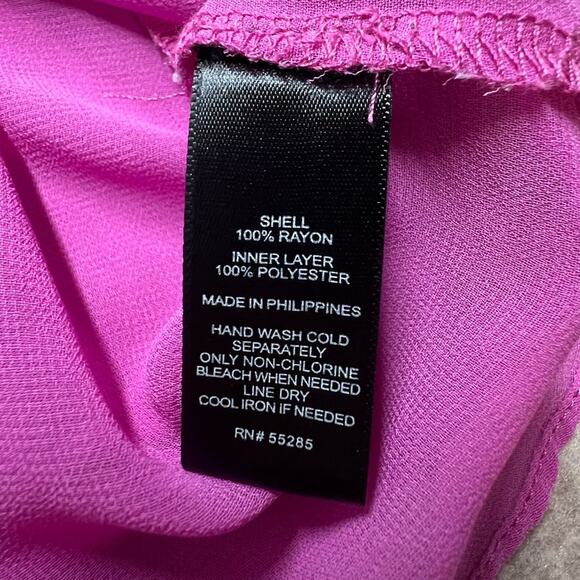 SHELL
100% RAYON
INNER LAYER
100% POLYESTER
MADE IN PHILIPPINES
HAND WASH COLD
SEPARATELY
ONLY NON-CHLORINE
BLEACH WHEN NEEDED
LINE DRY
COOL IRON IF NEEDED
RN# 55285